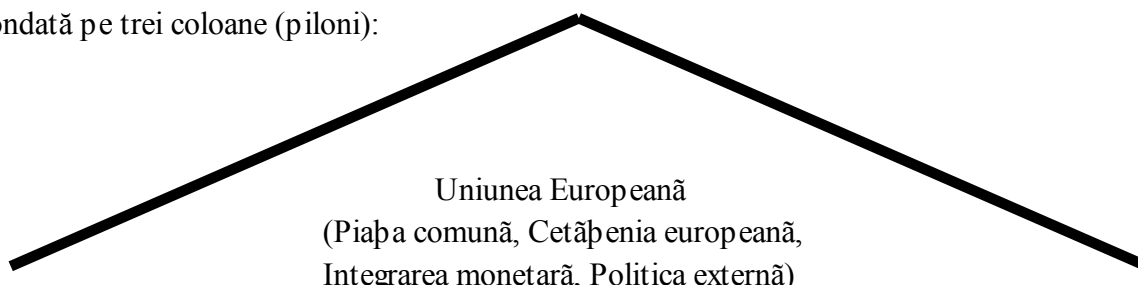 ondată pe trei coloane (piloni):
Uniunea Europeanã
(Piaþa comunã, Cetãþenia europeanã,
Integrarea monetarã, Politica externã)